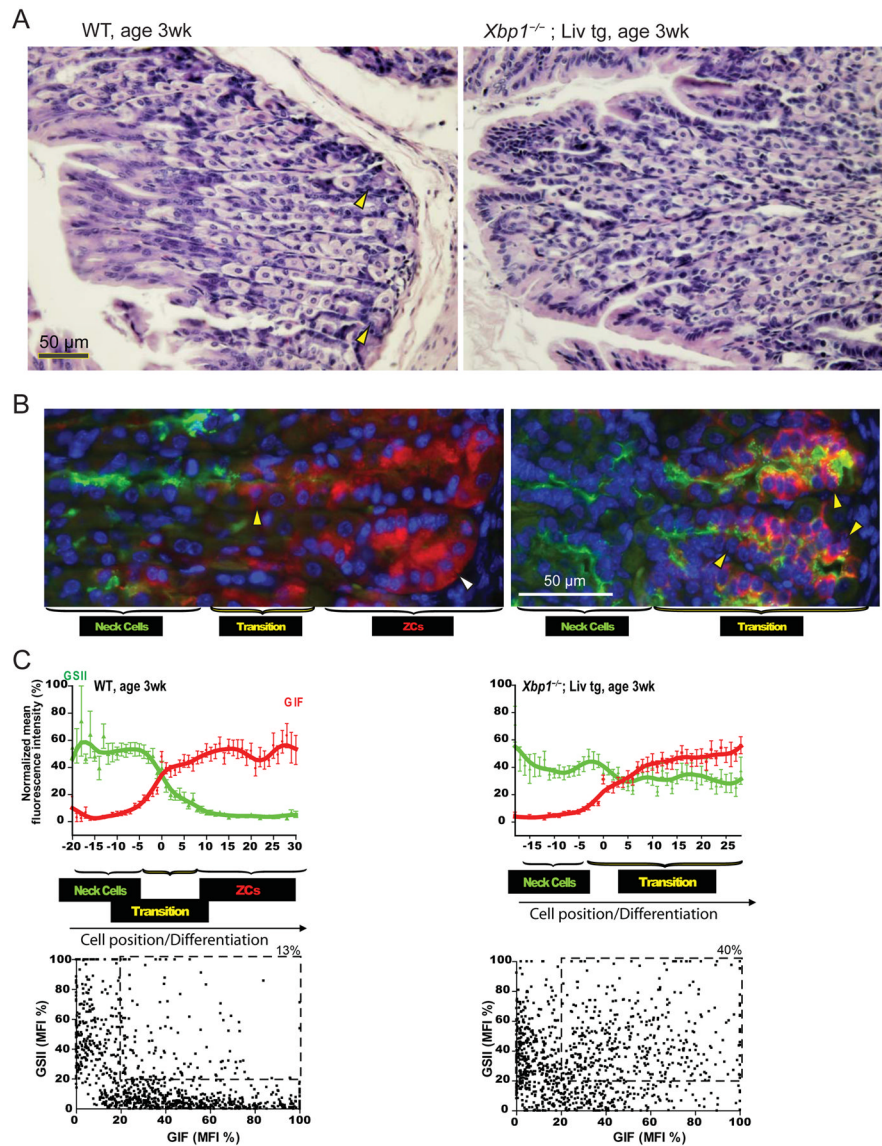 A
WT, age 3wk
Xbp1⁻/⁻ ; Liv tg, age 3wk
50 µm
B
50 µm
Neck Cells
Transition
ZCs
Neck Cells
Transition
C
GSII
WT, age 3wk
GIF
Normalized mean
fluorescence intensity (%)
100
80
60
40
20
0
-20 -15 -10 -5 0 5 10 15 20 25 30
Neck Cells
ZCs
Transition
Cell position/Differentiation
Xbp1⁻/⁻; Liv tg, age 3wk
100
80
60
40
20
0
-15 -10 -5 0 5 10 15 20 25
Neck Cells
Transition
Cell position/Differentiation
13%
GSII (MFI %)
100
80
60
40
20
0
0 20 40 60 80 100
GIF (MFI %)
40%
GSII (MFI %)
100
80
60
40
20
0
0 20 40 60 80 100
GIF (MFI %)